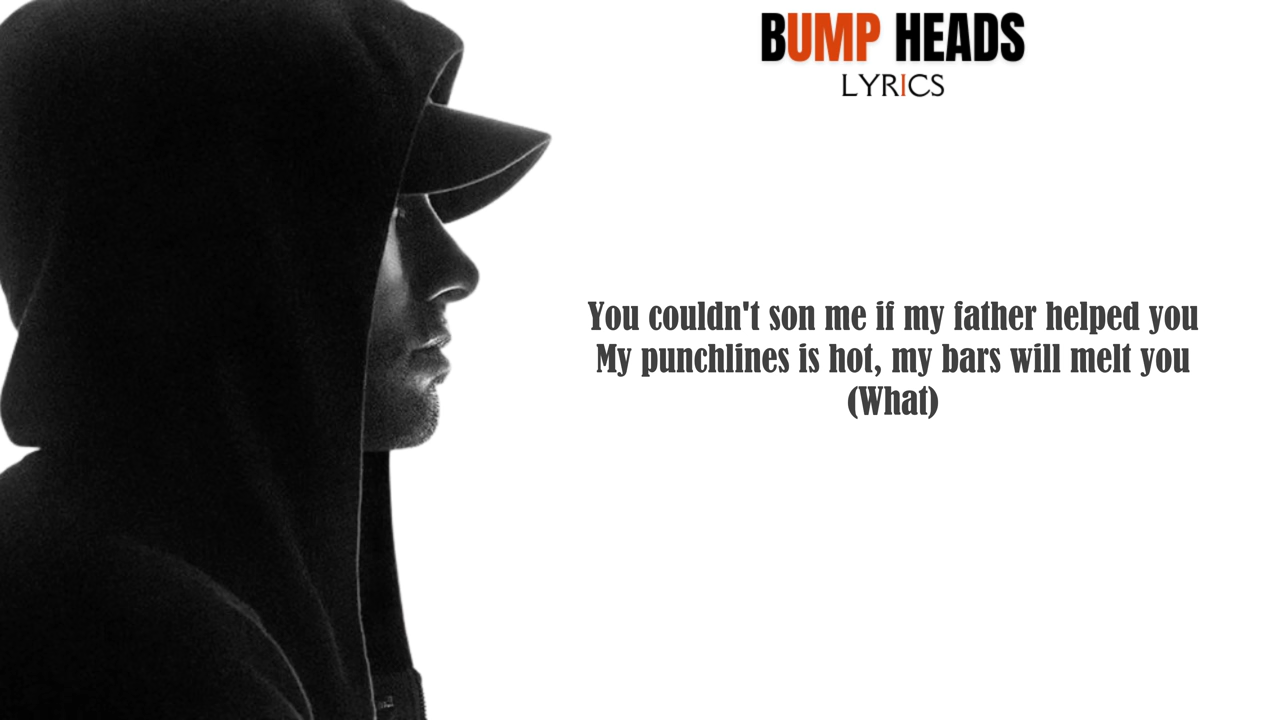 BUMP HEADS
LYRICS
You couldn't son me if my father helped you
My punchlines is hot, my bars will melt you
(What)